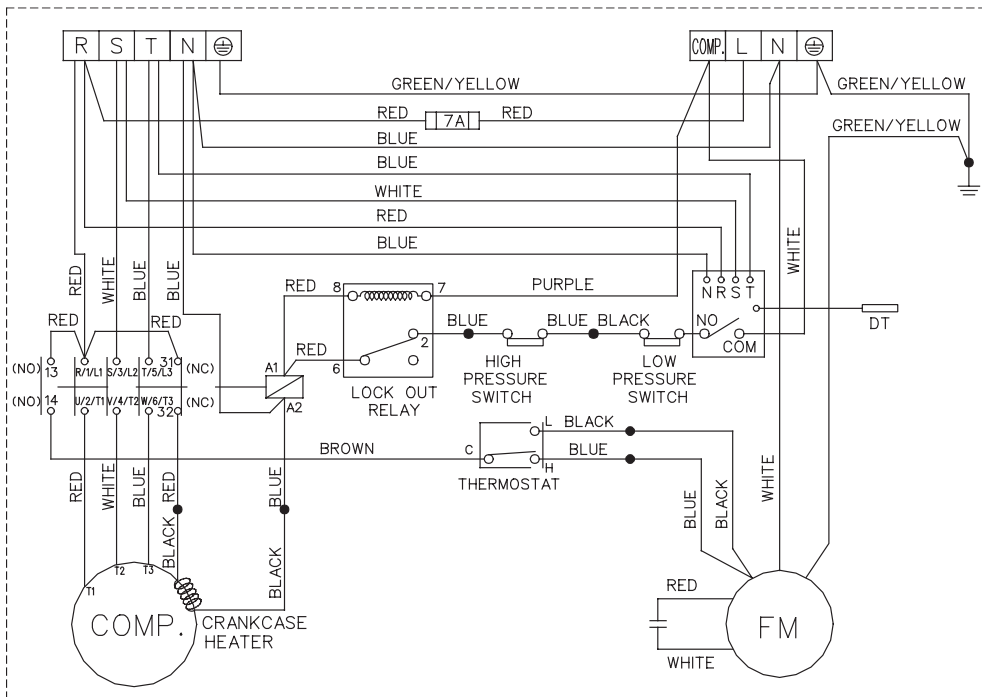 R S T N
COMP. L N
GREEN/YELLOW
GREEN/YELLOW
RED 7A RED
BLUE
GREEN/YELLOW
BLUE
WHITE
RED
BLUE
RED
WHITE
BLUE
BLUE
WHITE
N R S T
RED 8 7 PURPLE
DT
RED
RED
BLUE
BLUE
BLACK
NO
COM
2
RED
6
(NO) 13 R/1/L1 S/3/L2 T/5/L3 31 (NC)
A1
HIGH
PRESSURE
SWITCH
LOW
PRESSURE
SWITCH
LOCK OUT
RELAY
(NO) 14 U/2/T1 V/4/T2 W/6/T3 32 (NC)
A2
L BLACK
BROWN
C
BLUE
H
THERMOSTAT
RED
WHITE
BLUE
RED
BLUE
BLUE
BLACK
WHITE
BLACK
BLACK
T1
T2
T3
COMP.
CRANKCASE
HEATER
RED
FM
WHITE